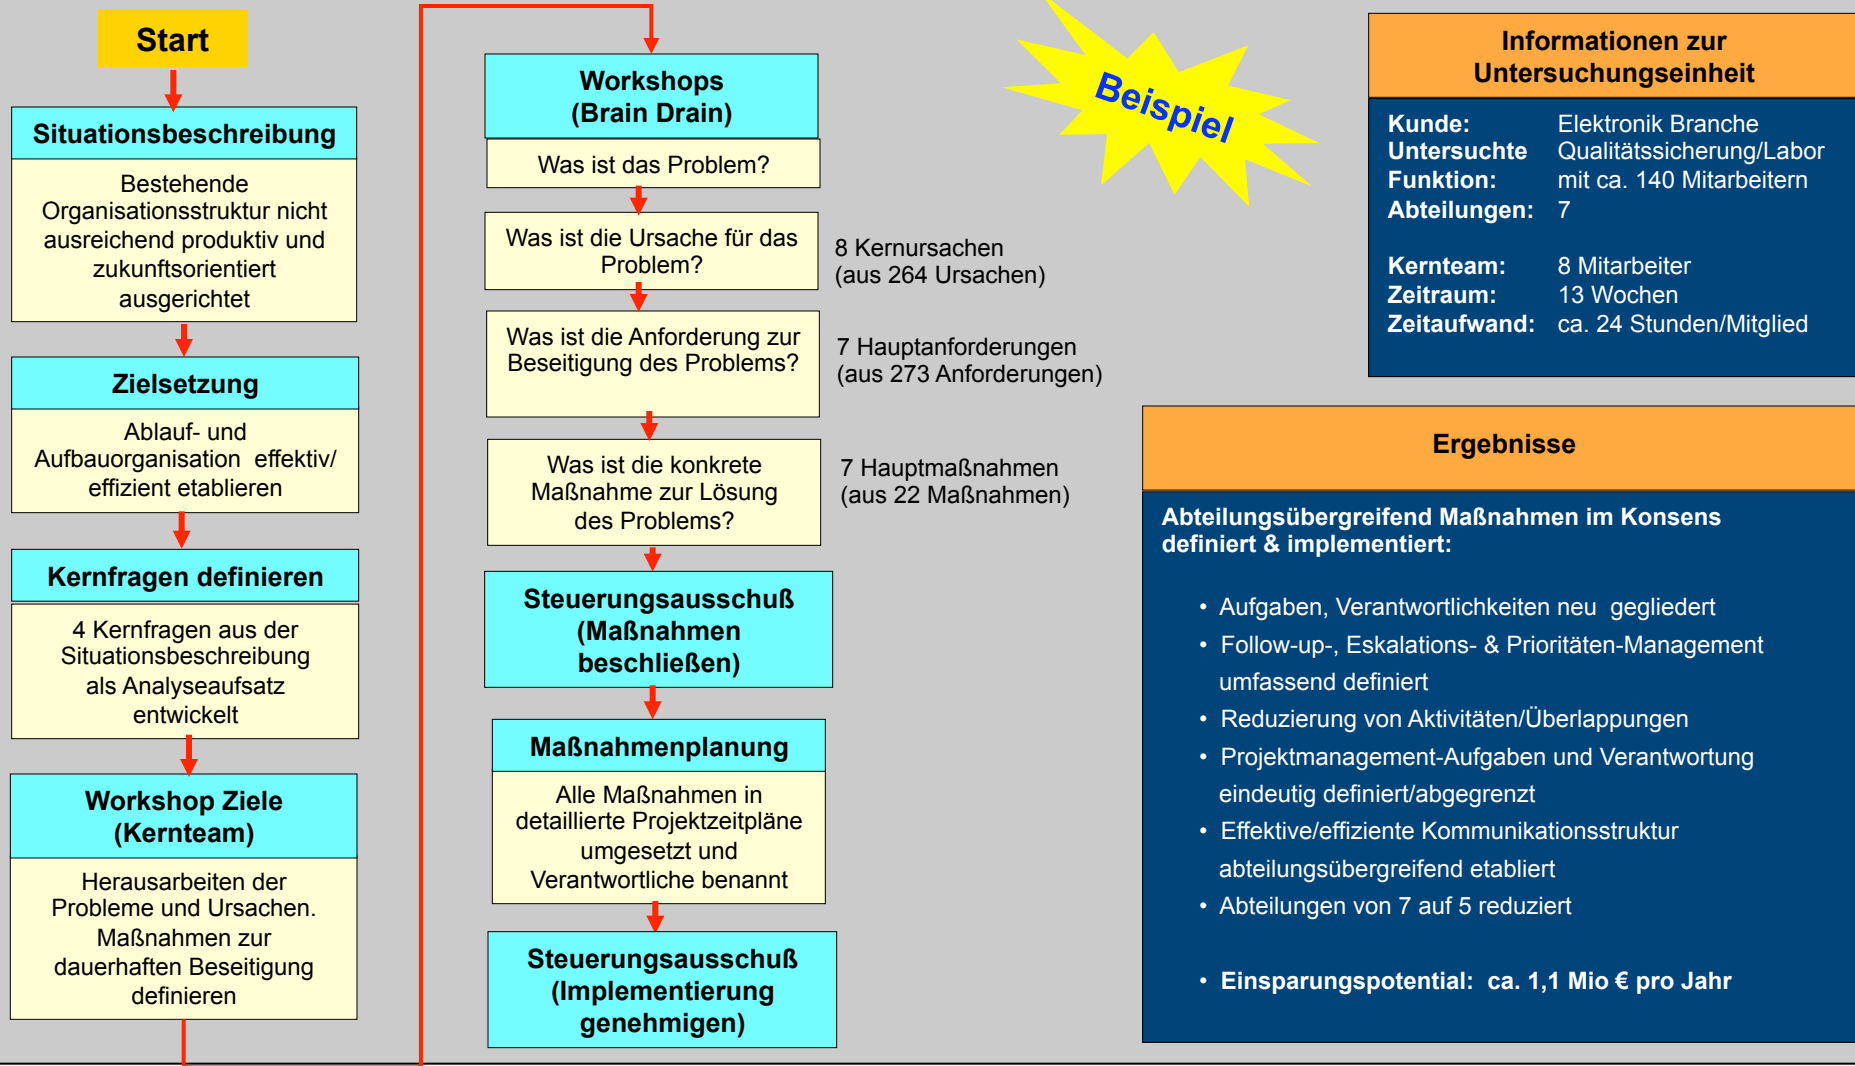 Start
Situationsbeschreibung
Bestehende
Organisationsstruktur nicht
ausreichend produktiv und
zukunftsorientiert
ausgerichtet
Zielsetzung
Ablauf- und
Aufbauorganisation effektiv/
effizient etablieren
Kernfragen definieren
4 Kernfragen aus der
Situationsbeschreibung
als Analyseaufsatz
entwickelt
Workshop Ziele
(Kernteam)
Herausarbeiten der
Probleme und Ursachen.
Maßnahmen zur
dauerhaften Beseitigung
definieren
Workshops
(Brain Drain)
Was ist das Problem?
Was ist die Ursache für das
Problem?
8 Kernursachen
(aus 264 Ursachen)
Was ist die Anforderung zur
Beseitigung des Problems?
7 Hauptanforderungen
(aus 273 Anforderungen)
Was ist die konkrete
Maßnahme zur Lösung
des Problems?
7 Hauptmaßnahmen
(aus 22 Maßnahmen)
Steuerungsausschuß
(Maßnahmen
beschließen)
Maßnahmenplanung
Alle Maßnahmen in
detaillierte Projektzeitpläne
umgesetzt und
Verantwortliche benannt
Steuerungsausschuß
(Implementierung
genehmigen)
Beispiel
Informationen zur
Untersuchungseinheit
Kunde: Elektronik Branche
Untersuchte Qualitätssicherung/Labor
Funktion: mit ca. 140 Mitarbeitern
Abteilungen: 7
Kernteam: 8 Mitarbeiter
Zeitraum: 13 Wochen
Zeitaufwand: ca. 24 Stunden/Mitglied
Ergebnisse
Abteilungsübergreifend Maßnahmen im Konsens
definiert & implementiert:
• Aufgaben, Verantwortlichkeiten neu gegliedert
• Follow-up-, Eskalations- & Prioritäten-Management
umfassend definiert
• Reduzierung von Aktivitäten/Überlappungen
• Projektmanagement-Aufgaben und Verantwortung
eindeutig definiert/abgegrenzt
• Effektive/effiziente Kommunikationsstruktur
abteilungsübergreifend etabliert
• Abteilungen von 7 auf 5 reduziert
• Einsparungspotential: ca. 1,1 Mio € pro Jahr